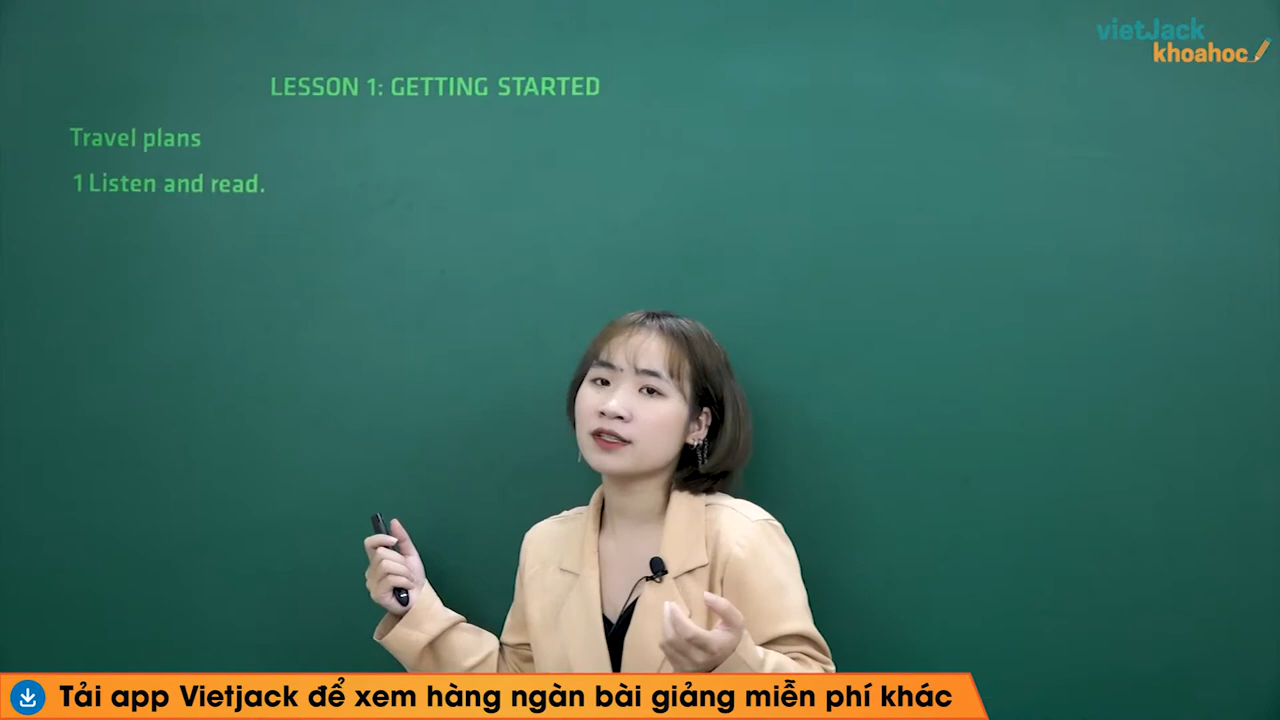 vietJack
khoahoc
LESSON 1: GETTING STARTED
Travel plans
1 Listen and read.
Tải app Vietjack để xem hàng ngàn bài giảng miễn phí khác